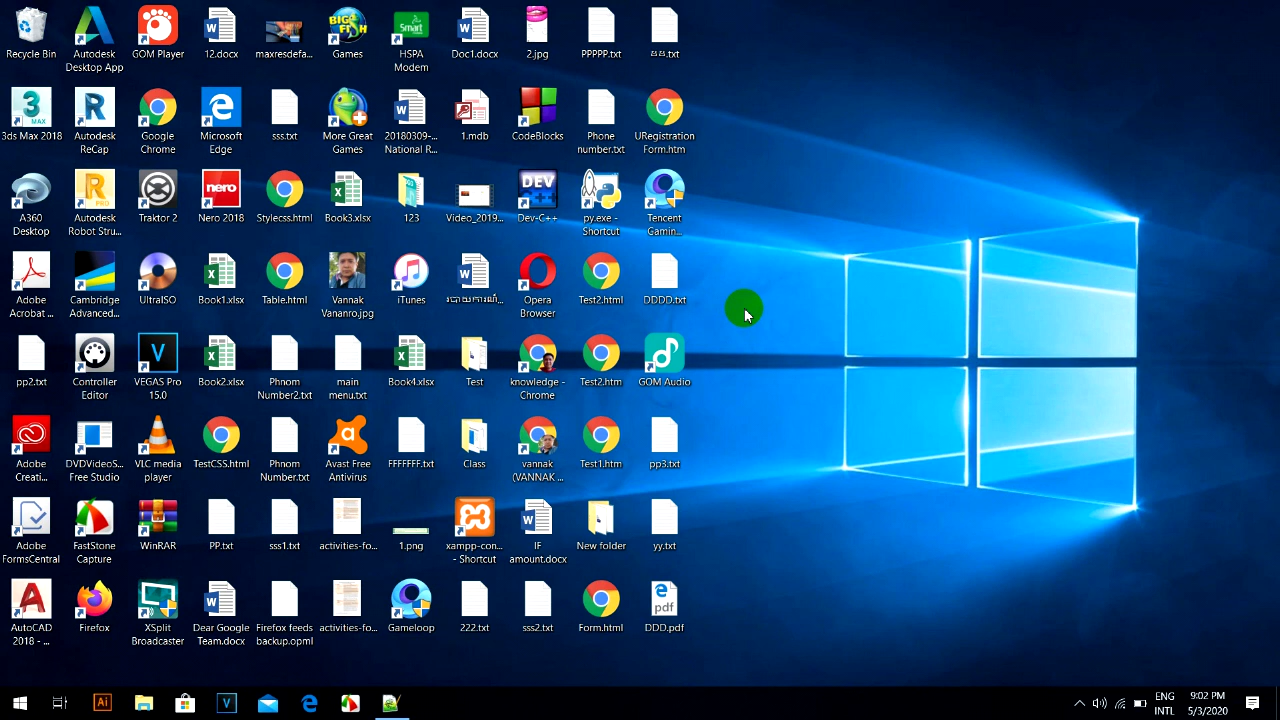 Recycle Bin
Autodesk
Desktop App
GOM Player
12.docx
maxresdefa...
Games
HSPA
Modem
Doc1.docx
2.jpg
PPPPP.txt
3ds Max 2018
Autodesk
ReCap
Google
Chrome
Microsoft
Edge
sss.txt
More Great
Games
20180309-...
National R...
1.mdb
CodeBlocks
Phone
number.txt
URegistration
Form.htm
A360
Desktop
Autodesk
Robot Stru...
Traktor 2
Nero 2018
Stylecss.html
Book3.xlsx
123
Video_2019...
Dev-C++
py.exe -
Shortcut
Tencent
Gamin...
Adobe
Acrobat ...
Cambridge
Advanced...
UltraISO
Book1.xlsx
Table.html
Vannak
Vananro.jpg
iTunes
Opera
Browser
Test2.html
DDDD.txt
pp2.txt
Controller
Editor
VEGAS Pro
15.0
Book2.xlsx
Phnom
Number2.txt
main
menu.txt
Book4.xlsx
Test
knowledge -
Chrome
Test2.htm
GOM Audio
Adobe
Creati...
DVDVideoS...
Free Studio
VLC media
player
TestCSS.html
Phnom
Number.txt
Avast Free
Antivirus
FFFFFFF.txt
Class
vannak
(VANNAK ...
Test1.htm
pp3.txt
Adobe
FormsCentral
FastStone
Capture
WinRAR
PP.txt
sss1.txt
activities-fo...
1.png
xampp-con...
- Shortcut
IF
amount.docx
New folder
yy.txt
AutoCAD
2018 - ...
Firefox
XSplit
Broadcaster
Dear Google
Team.docx
Firefox feeds
backup.opml
activities-fo...
Gameloop
222.txt
sss2.txt
Form.html
DDD.pdf
ENG
INTL
9:02 PM
5/3/2020